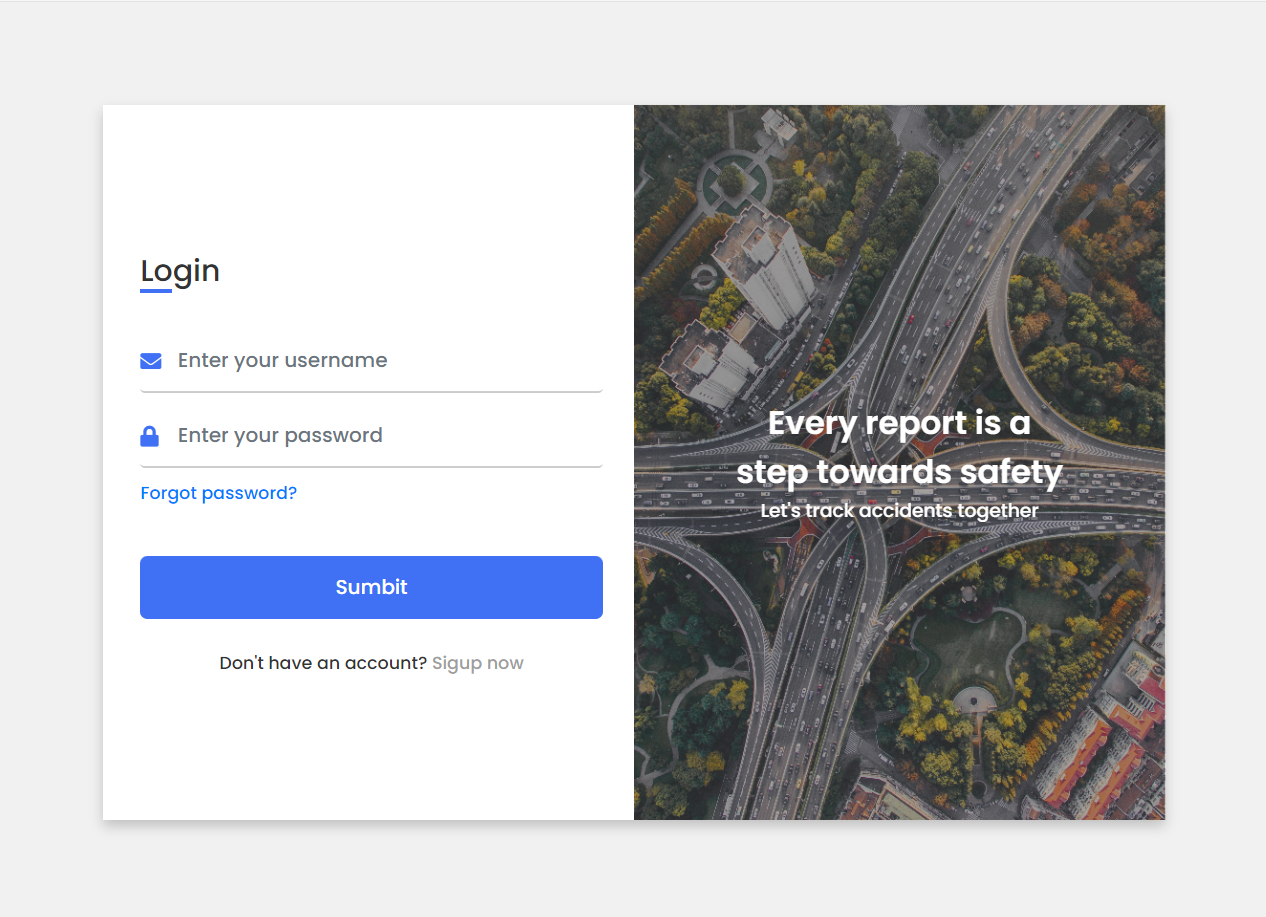 Login
Enter your username
Enter your password
Forgot password?
Sumbit
Don't have an account? Sigup now
Every report is a
step towards safety
Let's track accidents together